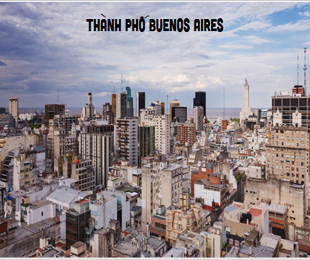 THÀNH PHỐ BUENOS AIRES